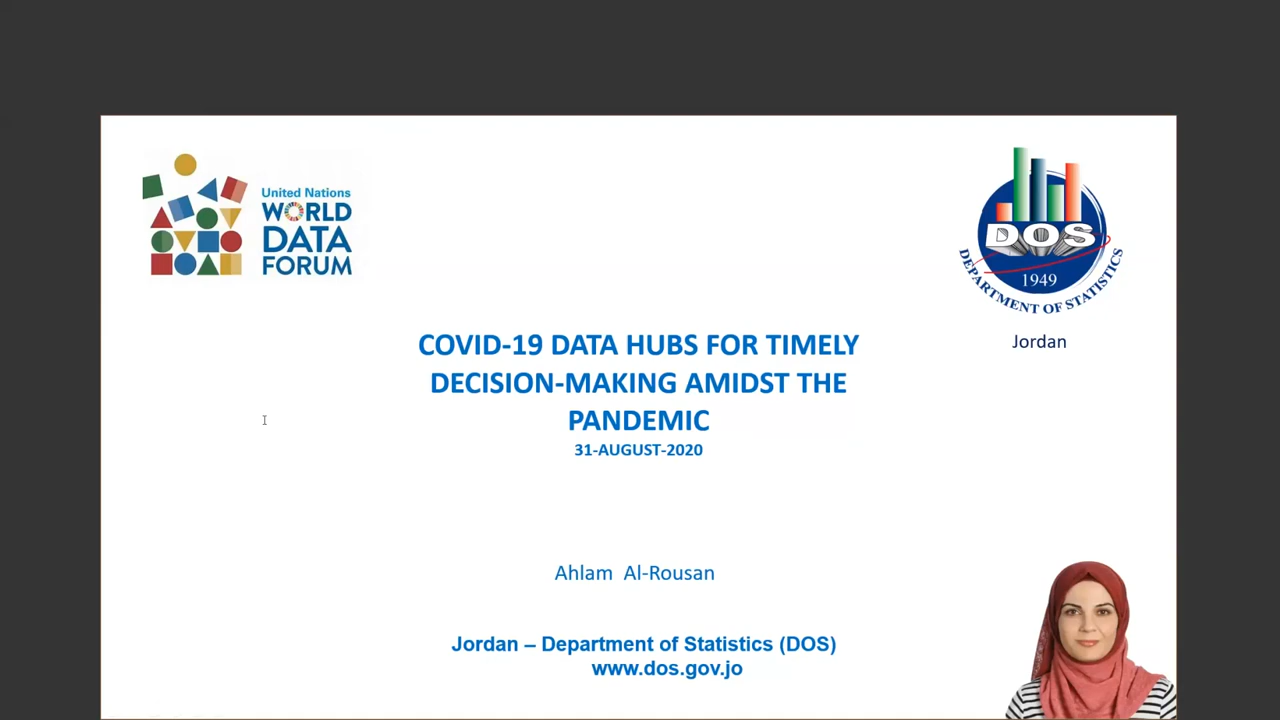 United Nations
WORLD
DATA
FORUM
DOS
1949
DEPARTMENT OF STATISTICS
Jordan
COVID-19 DATA HUBS FOR TIMELY
DECISION-MAKING AMIDST THE
PANDEMIC
31-AUGUST-2020
Ahlam Al-Rousan
Jordan – Department of Statistics (DOS)
www.dos.gov.jo